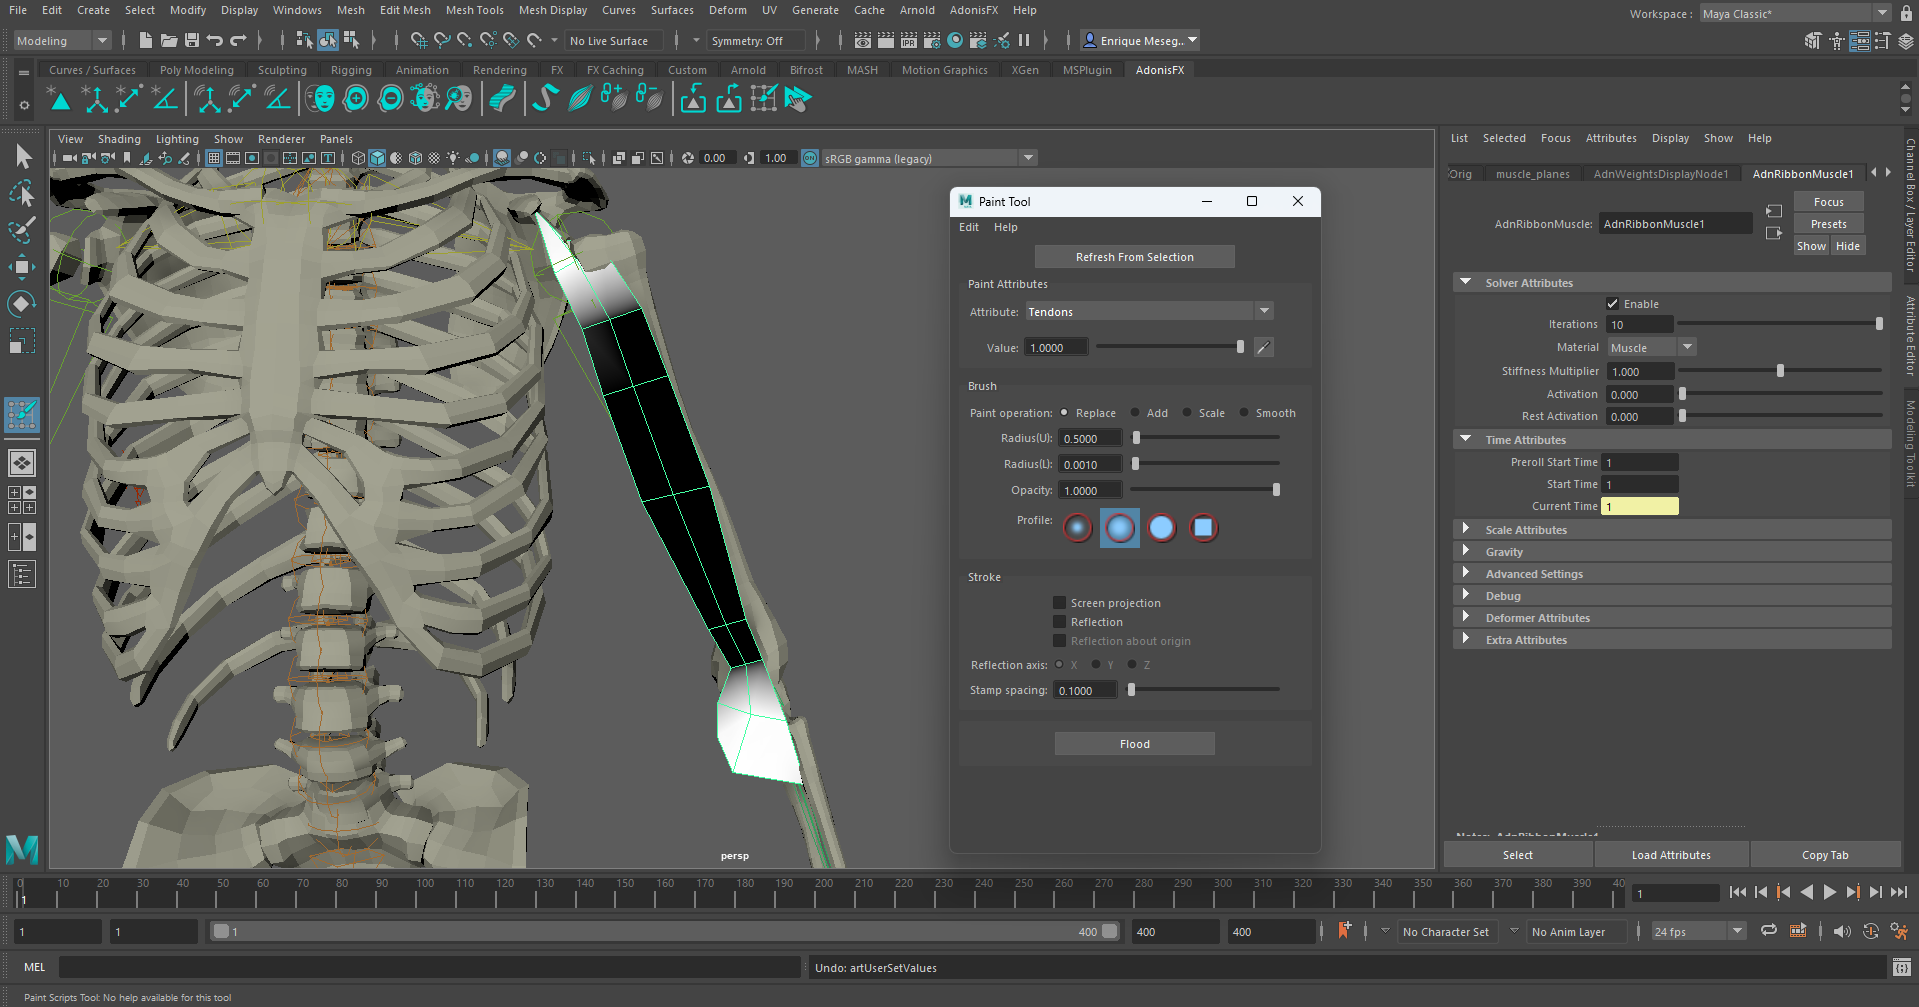 File Edit Create Select Modify Display Windows Mesh Edit Mesh Mesh Tools Mesh Display Curves Surfaces Deform UV Generate Cache Arnold AdonisFX Help
Workspace : Maya Classic*
Modeling No Live Surface Symmetry: Off IPR Enrique Meseg...
Curves / Surfaces Poly Modeling Sculpting Rigging Animation Rendering FX FX Caching Custom Arnold Bifrost MASH Motion Graphics XGen MSPlugin AdonisFX
View Shading Lighting Show Renderer Panels
0.00 1.00 ON sRGB gamma (legacy)
persp
Paint Tool
Edit Help
Refresh From Selection
Paint Attributes
Attribute: Tendons
Value: 1.0000
Brush
Paint operation: Replace Add Scale Smooth
Radius(U): 0.5000
Radius(L): 0.0010
Opacity: 1.0000
Profile:
Stroke
Screen projection
Reflection
Reflection about origin
Reflection axis: X Y Z
Stamp spacing: 0.1000
Flood
List Selected Focus Attributes Display Show Help
Orig muscle_planes AdnWeightsDisplayNode1 AdnRibbonMuscle1
AdnRibbonMuscle: AdnRibbonMuscle1
Focus
Presets
Show Hide
Solver Attributes
Enable
Iterations 10
Material Muscle
Stiffness Multiplier 1.000
Activation 0.000
Rest Activation 0.000
Time Attributes
Preroll Start Time 1
Start Time 1
Current Time 1
Scale Attributes
Gravity
Advanced Settings
Debug
Deformer Attributes
Extra Attributes
Notes: AdnRibbonMuscle1
Select Load Attributes Copy Tab
Channel Box / Layer Editor
Attribute Editor
Modeling Toolkit
0 10 20 30 40 50 60 70 80 90 100 110 120 130 140 150 160 170 180 190 200 210 220 230 240 250 260 270 280 290 300 310 320 330 340 350 360 370 380 390 40
1
1
1 1 1 400 400 400 No Character Set No Anim Layer 24 fps
MEL Undo: artUserSetValues
Paint Scripts Tool: No help available for this tool